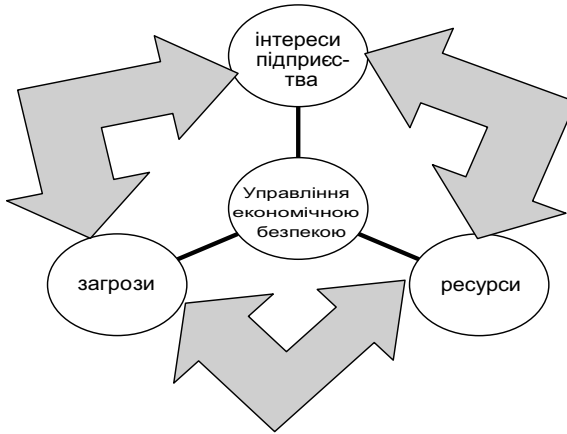 інтереси
підприєс-
тва
Управління
економічною
безпекою
загрози
ресурси